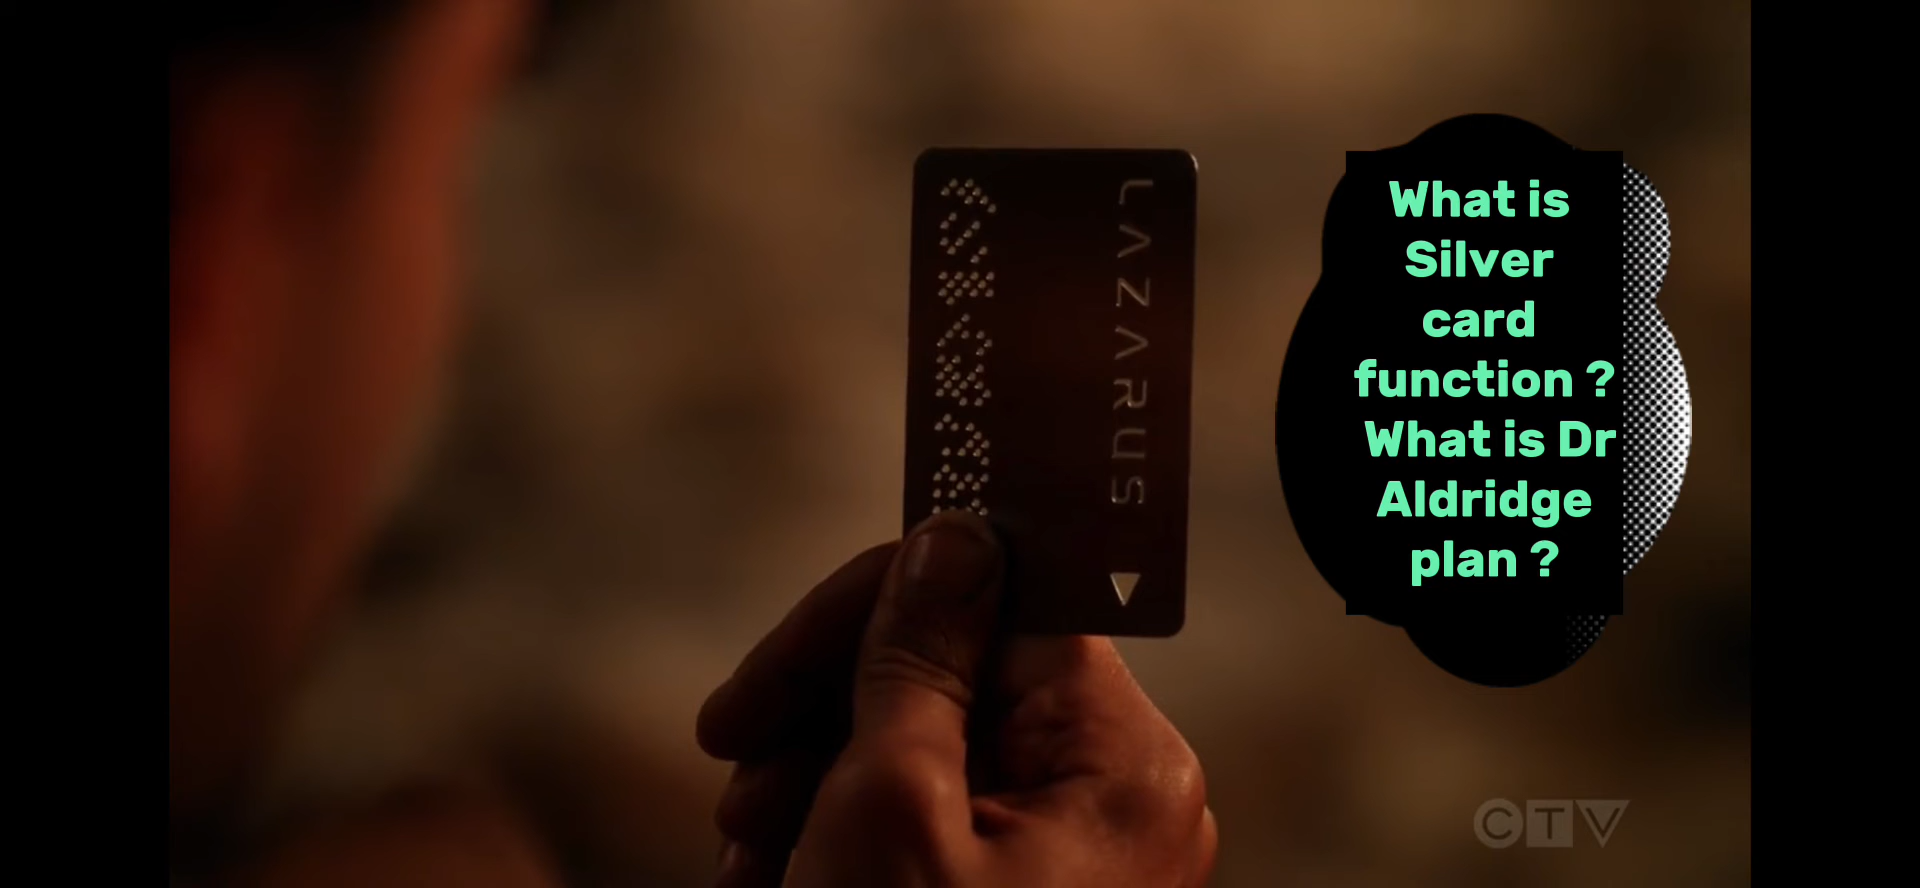 LAZARUS
What is
Silver
card
function ?
What is Dr
Aldridge
plan ?
CTV